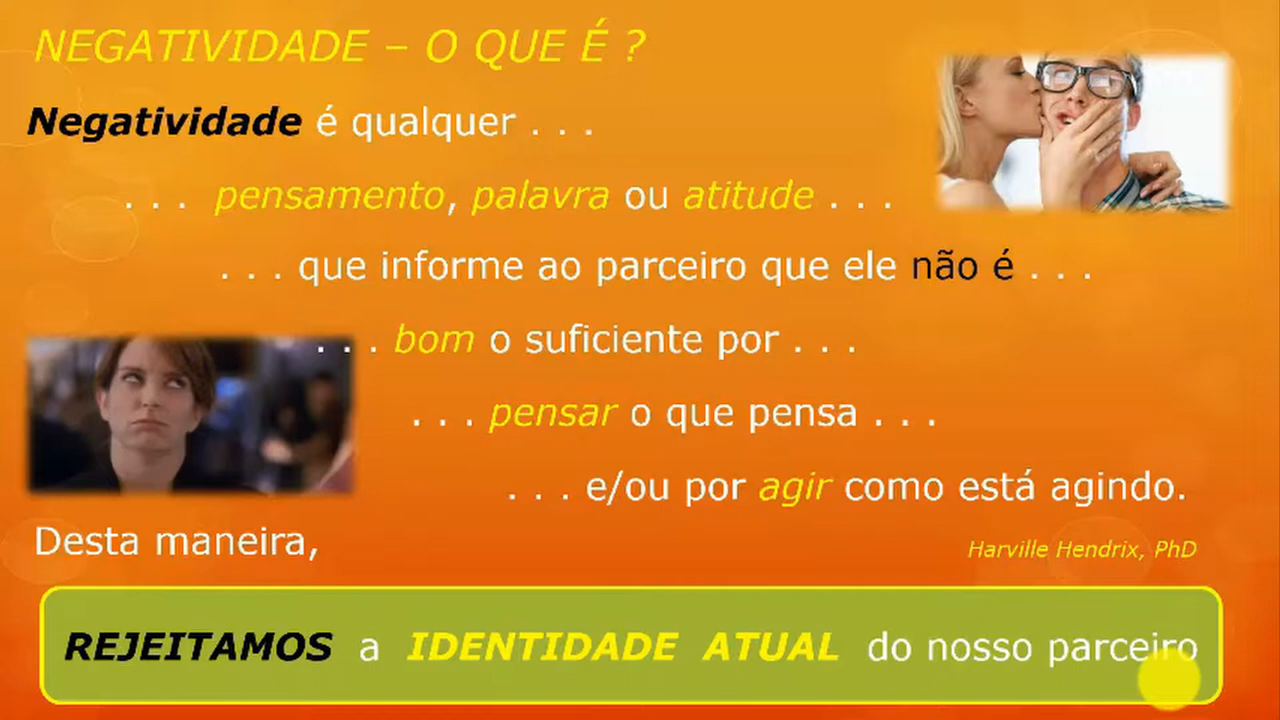 NEGATIVIDADE – O QUE É ?
Negatividade é qualquer . . .
. . . pensamento, palavra ou atitude . . .
. . . que informe ao parceiro que ele não é . . .
. . . bom o suficiente por . . .
. . . pensar o que pensa . . .
. . . e/ou por agir como está agindo.
Desta maneira,
Harville Hendrix, PhD
REJEITAMOS a IDENTIDADE ATUAL do nosso parceiro